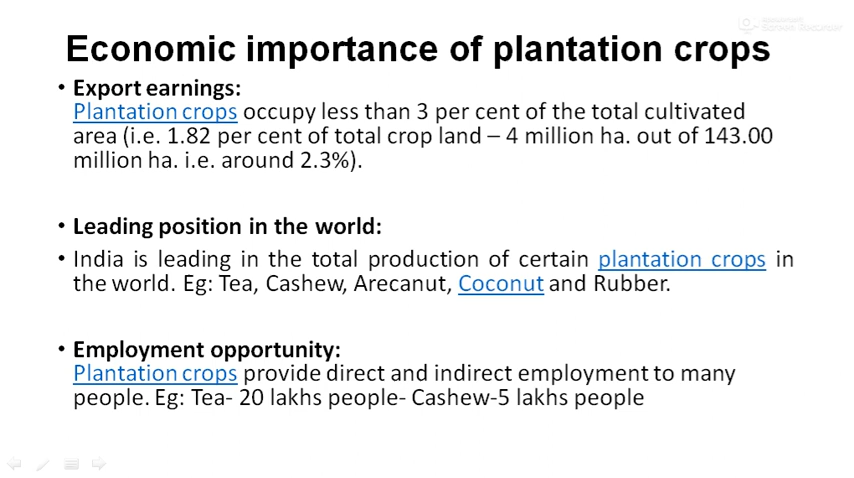 Economic importance of plantation crops
• Export earnings:
Plantation crops occupy less than 3 per cent of the total cultivated
area (i.e. 1.82 per cent of total crop land – 4 million ha. out of 143.00
million ha. i.e. around 2.3%).
• Leading position in the world:
• India is leading in the total production of certain plantation crops in
the world. Eg: Tea, Cashew, Arecanut, Coconut and Rubber.
• Employment opportunity:
Plantation crops provide direct and indirect employment to many
people. Eg: Tea- 20 lakhs people- Cashew-5 lakhs people